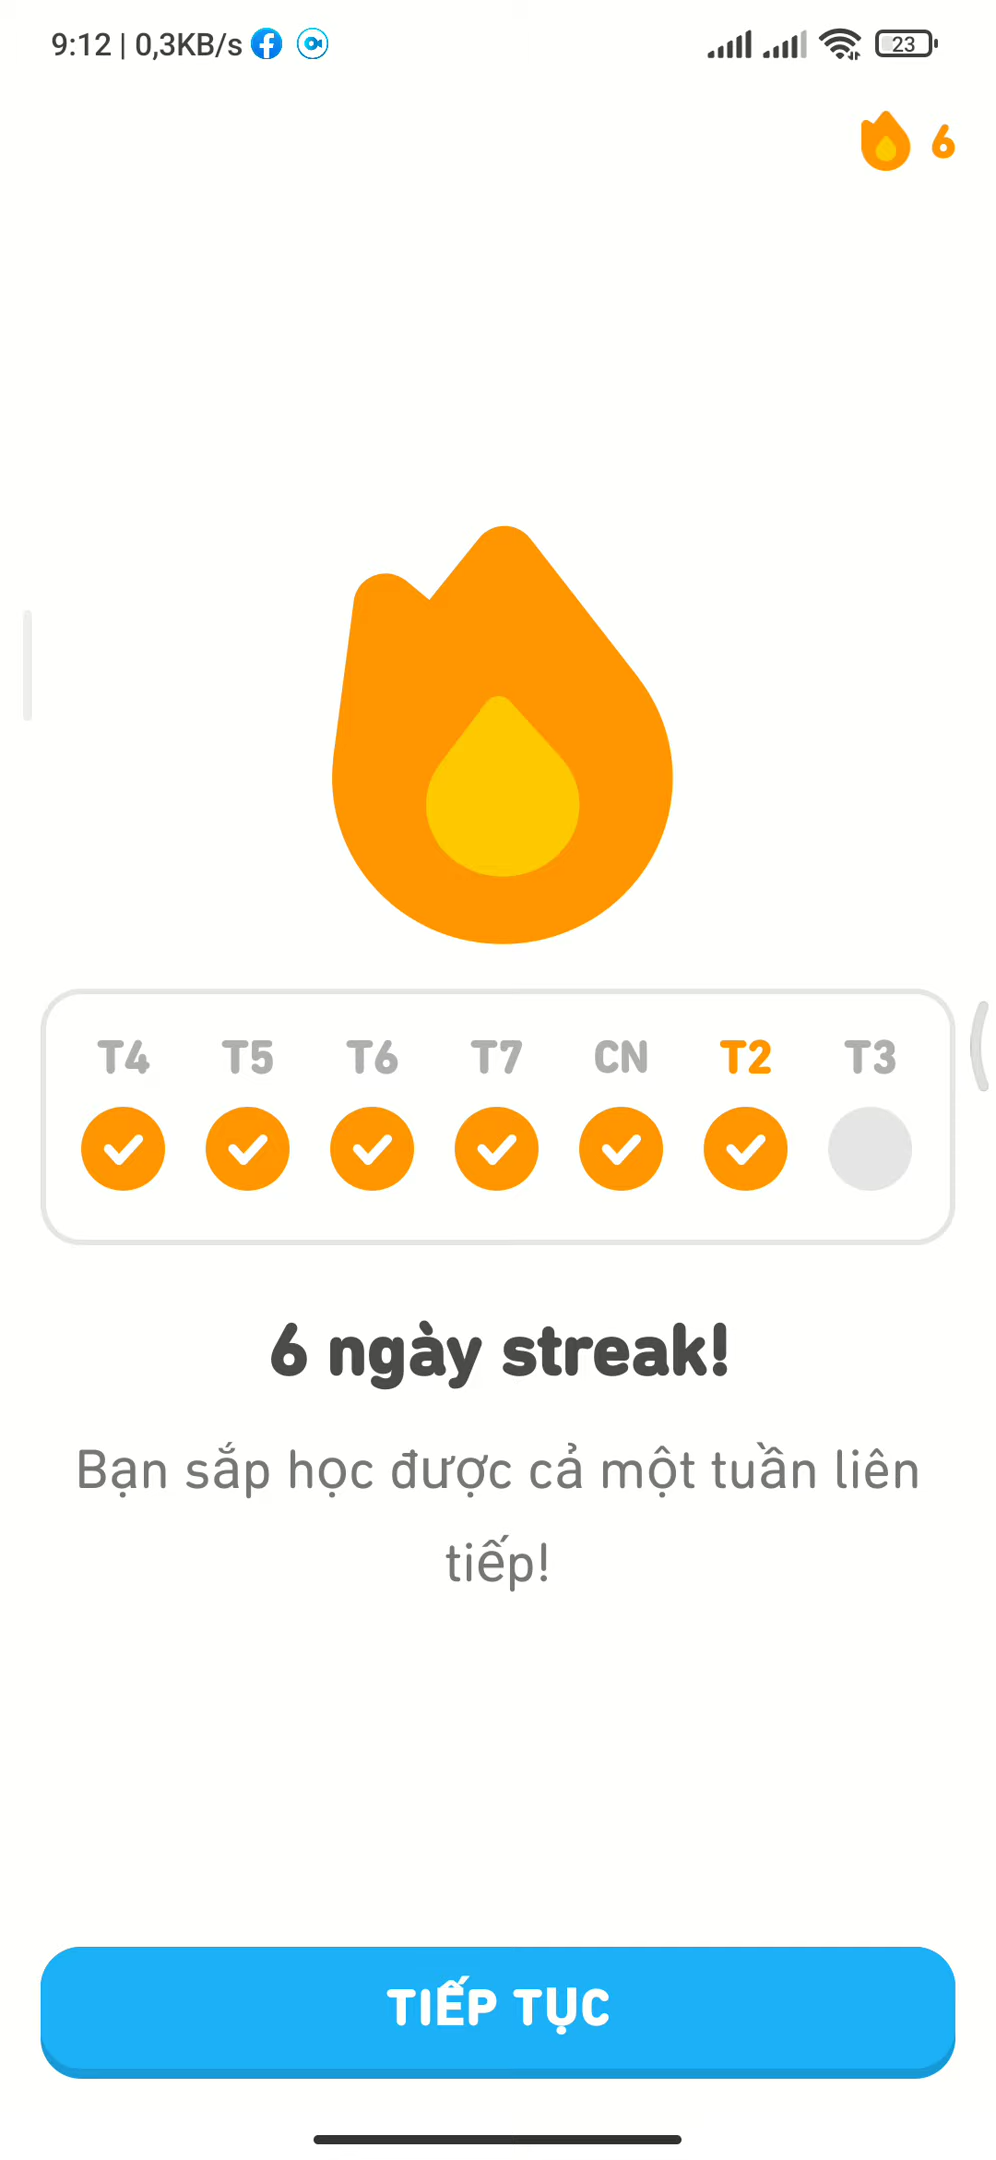 9:12 | 0,3KB/s 23
6
T4 T5 T6 T7 CN T2 T3
6 ngày streak!
Bạn sắp học được cả một tuần liên
tiếp!
TIẾP TỤC